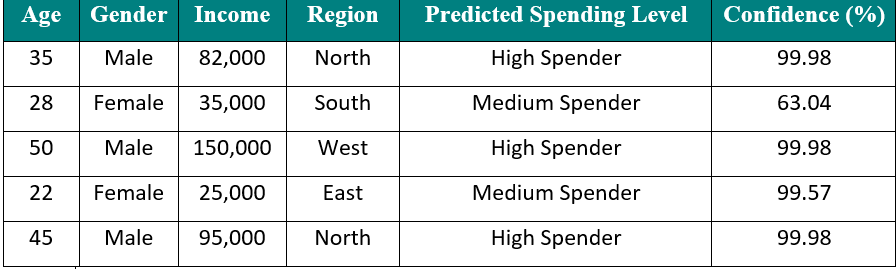 Age Gender Income Region Predicted Spending Level Confidence (%)
35 Male 82,000 North High Spender 99.98
28 Female 35,000 South Medium Spender 63.04
50 Male 150,000 West High Spender 99.98
22 Female 25,000 East Medium Spender 99.57
45 Male 95,000 North High Spender 99.98